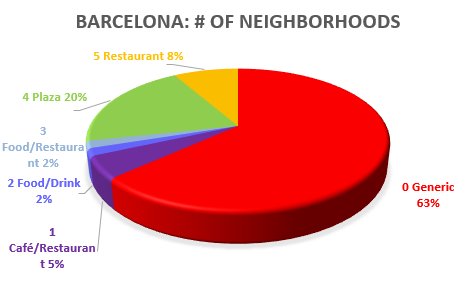 BARCELONA: # OF NEIGHBORHOODS
5 Restaurant 8%
4 Plaza 20%
3
Food/Restaura
nt 2%
2 Food/Drink
2%
1
Café/Restauran
t 5%
0 Generic
63%